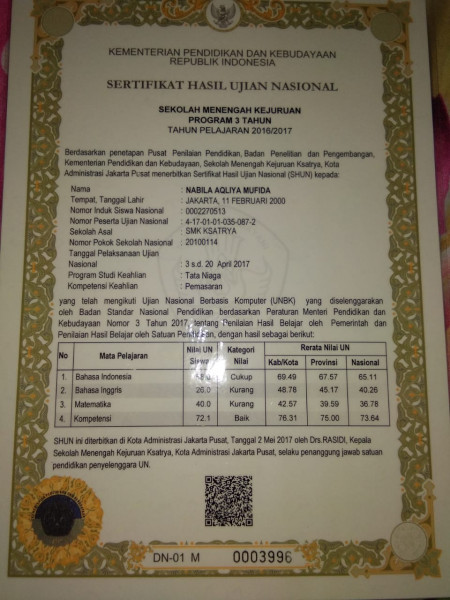 KEMENTERIAN PENDIDIKAN DAN KEBUDAYAAN
REPUBLIK INDONESIA
SERTIFIKAT HASIL UJIAN NASIONAL
SEKOLAH MENENGAH KEJURUAN
PROGRAM 3 TAHUN
TAHUN PELAJARAN 2016/2017
Berdasarkan penetapan Pusat Penilaian Pendidikan, Badan Penelitian dan Pengembangan,
Kementerian Pendidikan dan Kebudayaan, Sekolah Menengah Kejuruan Ksatrya, Kota
Administrasi Jakarta Pusat menerbitkan Sertifikat Hasil Ujian Nasional (SHUN) kepada:
Nama : NABILA AQLIYA MUFIDA
Tempat, Tanggal Lahir : JAKARTA, 11 FEBRUARI 2000
Nomor Induk Siswa Nasional : 0002270513
Nomor Peserta Ujian Nasional : 4-17-01-01-035-087-2
Sekolah Asal : SMK KSATRYA
Nomor Pokok Sekolah Nasional : 20100114
Tanggal Pelaksanaan Ujian
Nasional : 3 s.d. 20 April 2017
Program Studi Keahlian : Tata Niaga
Kompetensi Keahlian : Pemasaran
yang telah mengikuti Ujian Nasional Berbasis Komputer (UNBK) yang diselenggarakan
oleh Badan Standar Nasional Pendidikan berdasarkan Peraturan Menteri Pendidikan dan
Kebudayaan Nomor 3 Tahun 2017 tentang Penilaian Hasil Belajar oleh Pemerintah dan
Penilaian Hasil Belajar oleh Satuan Pendidikan, dengan hasil sebagai berikut:
No Mata Pelajaran Nilai UN Siswa Kategori Nilai Rerata Nilai UN
Kab/Kota Provinsi Nasional
1. Bahasa Indonesia Cukup 69.49 67.57 65.11
2. Bahasa Inggris 26.0 Kurang 48.78 45.17 40.26
3. Matematika 40.0 Kurang 42.57 39.59 36.78
4. Kompetensi 72.1 Baik 76.31 75.00 73.64
SHUN ini diterbitkan di Kota Administrasi Jakarta Pusat, Tanggal 2 Mei 2017 oleh Drs.RASIDI, Kepala
Sekolah Menengah Kejuruan Ksatrya, Kota Administrasi Jakarta Pusat, selaku penanggung jawab satuan
pendidikan penyelenggara UN.
DN-01 M 0003996